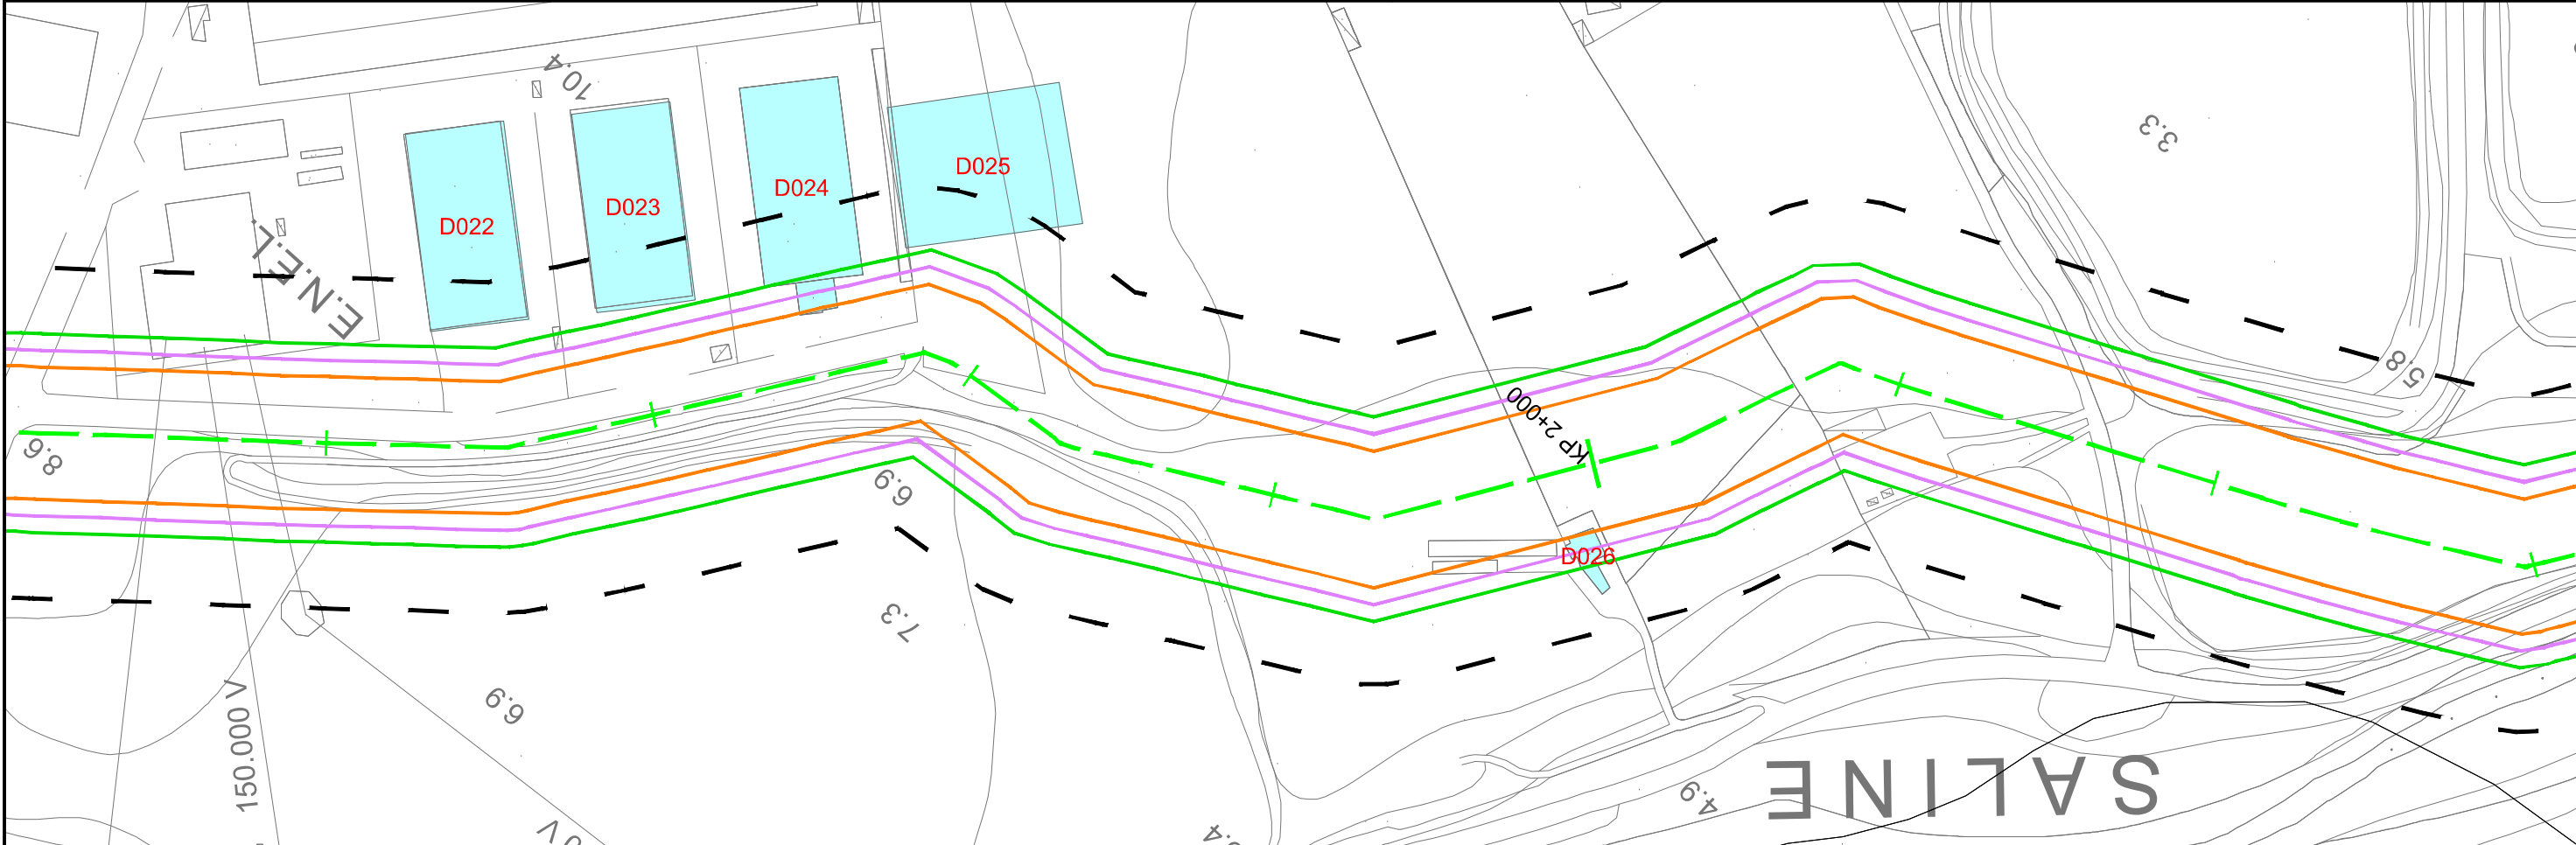 10.4
3.3
D025
D024
D023
D022
E.N.E.L.
5.8
KP 2+000
8.6
6.9
D026
7.3
6.9
150.000 V
4.9
SALINE